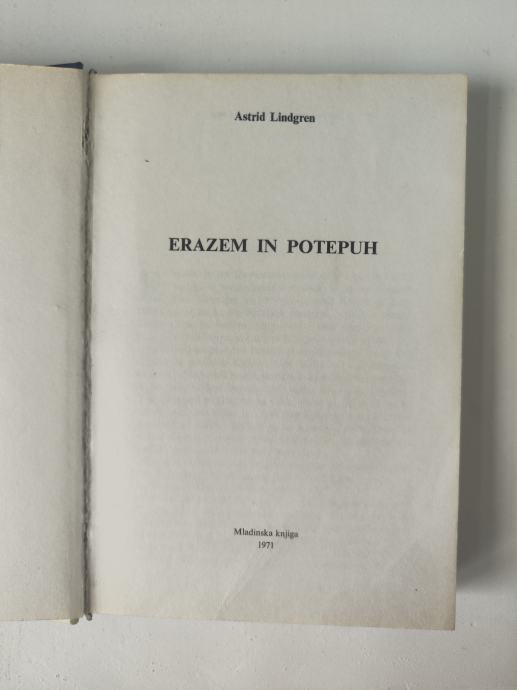 Astrid Lindgren
ERAZEM IN POTEPUH
Mladinska knjiga
1971